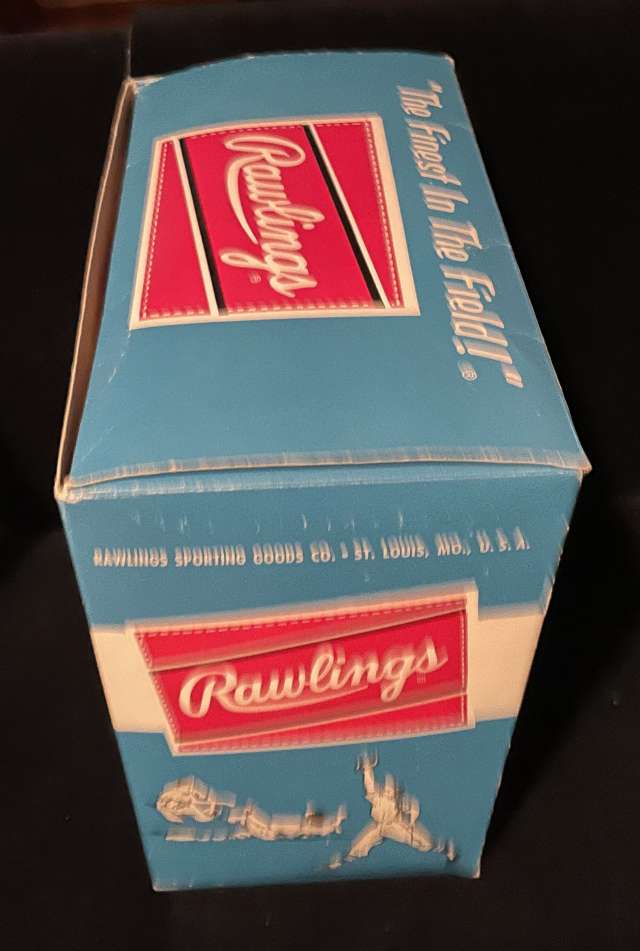 "The Finest In The Field!"®
Rawlings®
RAWLINGS SPORTING GOODS CO. ST. LOUIS, MO., U. S. A.
Rawlings